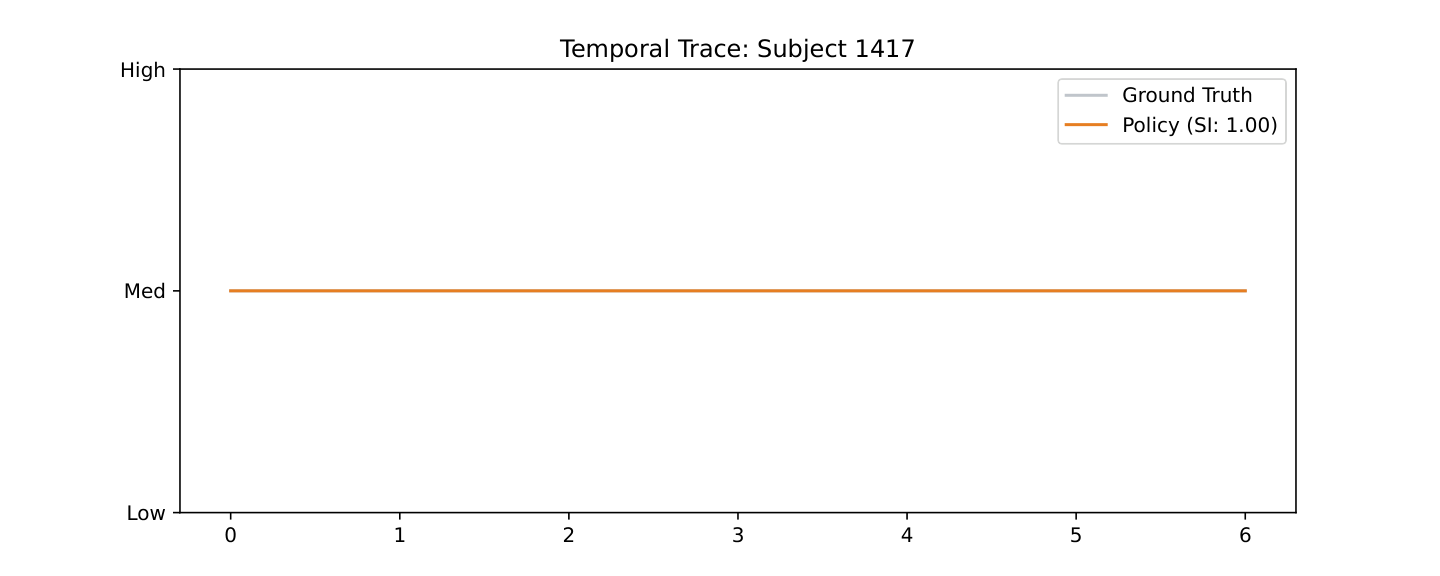 Temporal Trace: Subject 1417
High
Ground Truth
Policy (SI: 1.00)
Med
Low
0 1 2 3 4 5 6